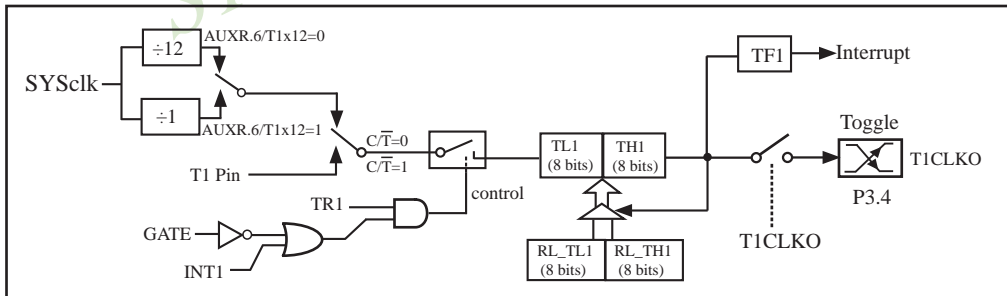 ÷12
AUXR.6/T1x12=0
SYSclk
÷1
AUXR.6/T1x12=1
C/T̅=0
C/T̅=1
T1 Pin
TR1
GATE
INT1
control
TL1
(8 bits)
TH1
(8 bits)
RL_TL1
(8 bits)
RL_TH1
(8 bits)
TF1
Interrupt
Toggle
T1CLKO
P3.4
T1CLKO